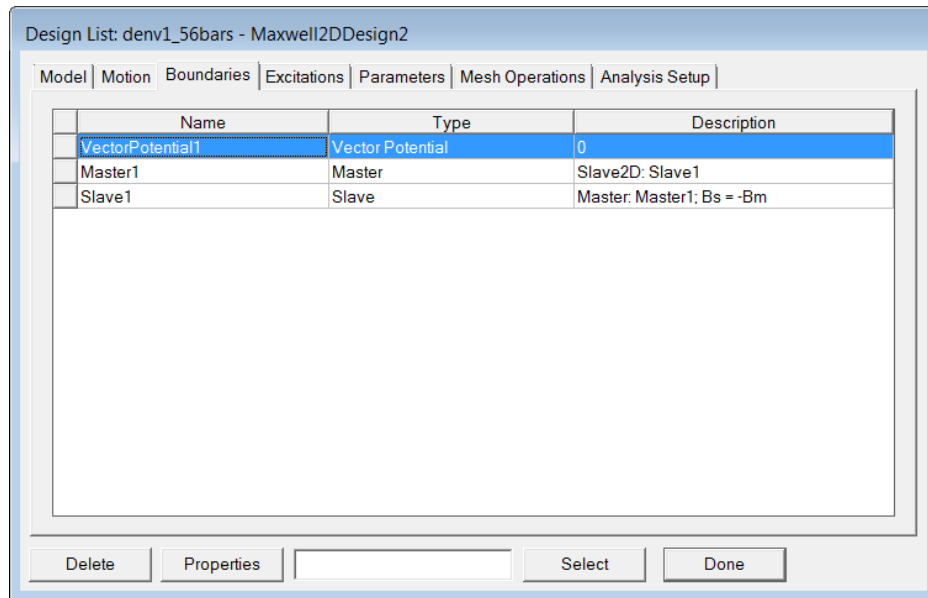 Design List: denv1_56bars - Maxwell2DDesign2
Model Motion Boundaries Excitations Parameters Mesh Operations Analysis Setup
Name Type Description
VectorPotential1 Vector Potential 0
Master1 Master Slave2D: Slave1
Slave1 Slave Master: Master1; Bs = -Bm
Delete Properties Select Done